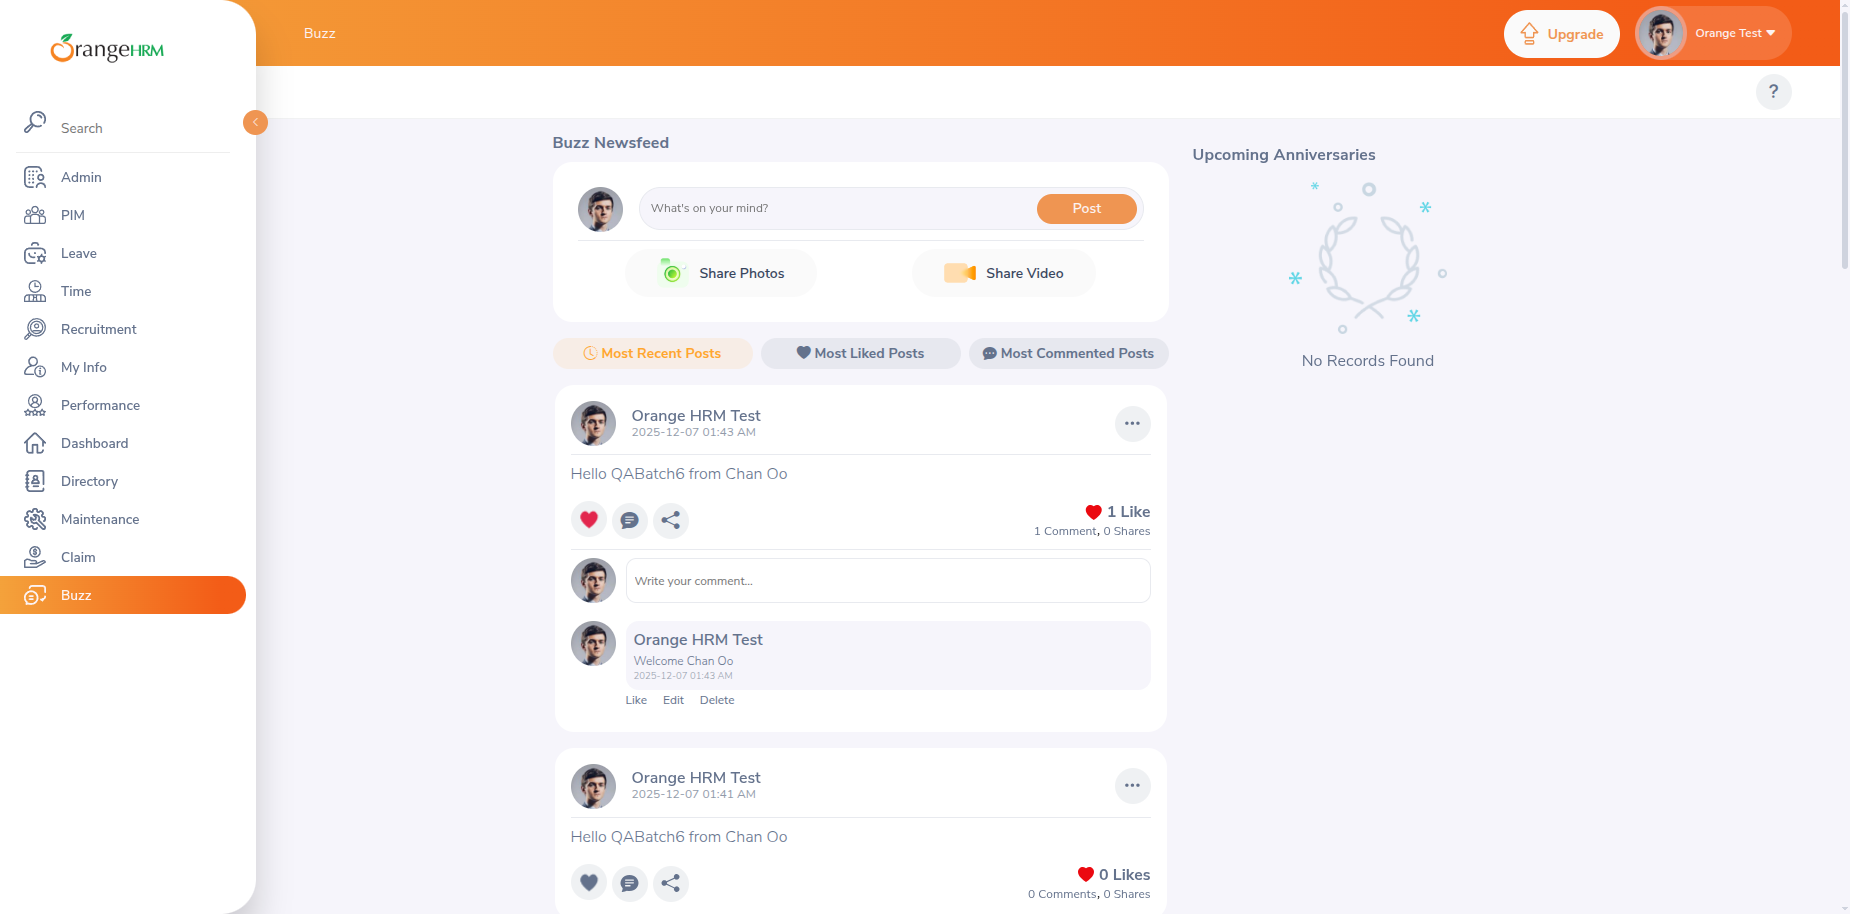 OrangeHRM
Search
Admin
PIM
Leave
Time
Recruitment
My Info
Performance
Dashboard
Directory
Maintenance
Claim
Buzz
Buzz
Upgrade
Orange Test
?
Buzz Newsfeed
What's on your mind?
Post
Share Photos
Share Video
Most Recent Posts
Most Liked Posts
Most Commented Posts
Orange HRM Test
2025-12-07 01:43 AM
Hello QABatch6 from Chan Oo
1 Like
1 Comment, 0 Shares
Write your comment...
Orange HRM Test
Welcome Chan Oo
2025-12-07 01:43 AM
Like Edit Delete
Orange HRM Test
2025-12-07 01:41 AM
Hello QABatch6 from Chan Oo
0 Likes
0 Comments, 0 Shares
Upcoming Anniversaries
No Records Found